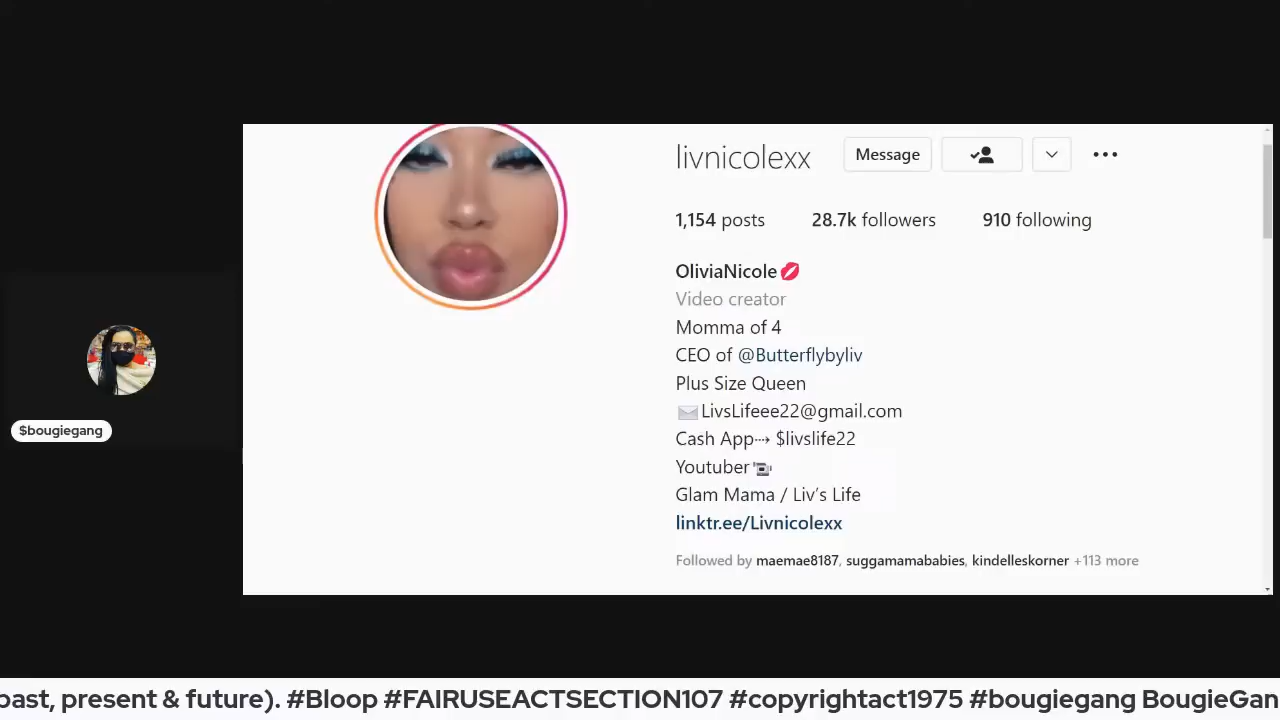 livnicolexx
Message
1,154 posts 28.7k followers 910 following
OliviaNicole💋
Video creator
Momma of 4
CEO of @Butterflybyliv
Plus Size Queen
✉️LivsLifeee22@gmail.com
Cash App⤑ $livslife22
Youtuber📹
Glam Mama / Liv’s Life
linktr.ee/Livnicolexx
Followed by maemae8187, suggamamababies, kindelleskorner +113 more
$bougiegang
past, present & future). #Bloop #FAIRUSEACTSECTION107 #copyrightact1975 #bougiegang BougieGan